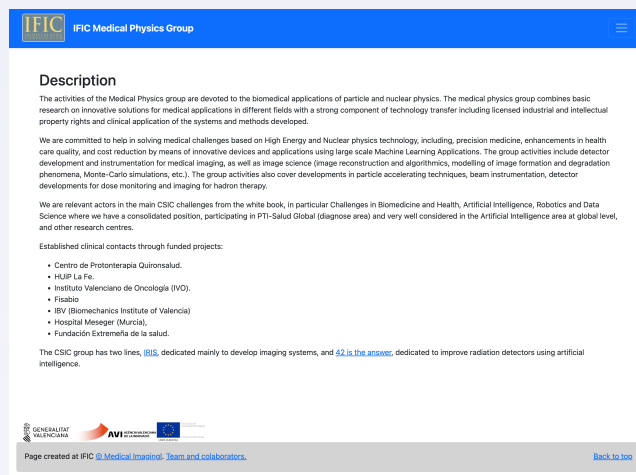 IFIC
IFIC Medical Physics Group
Description
The activities of the Medical Physics group are devoted to the biomedical applications of particle and nuclear physics. The medical physics group combines basic
research on innovative solutions for medical applications in different fields with a strong component of technology transfer including licensed industrial and intellectual
property rights and clinical application of the systems and methods developed.
We are committed to help in solving medical challenges based on High Energy and Nuclear physics technology, including, precision medicine, enhancements in health
care quality, and cost reduction by means of innovative devices and applications using large scale Machine Learning Applications. The group activities include detector
development and instrumentation for medical imaging, as well as image science (image reconstruction and algorithmics, modelling of image formation and degradation
phenomena, Monte-Carlo simulations, etc.). The group activities also cover developments in particle accelerating techniques, beam instrumentation, detector
developments for dose monitoring and imaging for hadron therapy.
We are relevant actors in the main CSIC challenges from the white book, in particular Challenges in Biomedicine and Health, Artificial Intelligence, Robotics and Data
Science where we have a consolidated position, participating in PTI-Salud Global (diagnose area) and very well considered in the Artificial Intelligence area at global level,
and other research centres.
Established clinical contacts through funded projects:
• Centro de Protonterapia Quironsalud.
• HUiP La Fe.
• Instituto Valenciano de Oncología (IVO).
• Fisabio
• IBV (Biomechanics Institute of Valencia)
• Hospital Meseger (Murcia),
• Fundación Extremeña de la salud.
The CSIC group has two lines, IRIS, dedicated mainly to develop imaging systems, and 42 is the answer, dedicated to improve radiation detectors using artificial
intelligence.
GENERALITAT
VALENCIANA
AVI AGÈNCIA VALENCIANA
DE LA INNOVACIÓ
Page created at IFIC @ Medical Imagingl. Team and colaborators.
Back to top